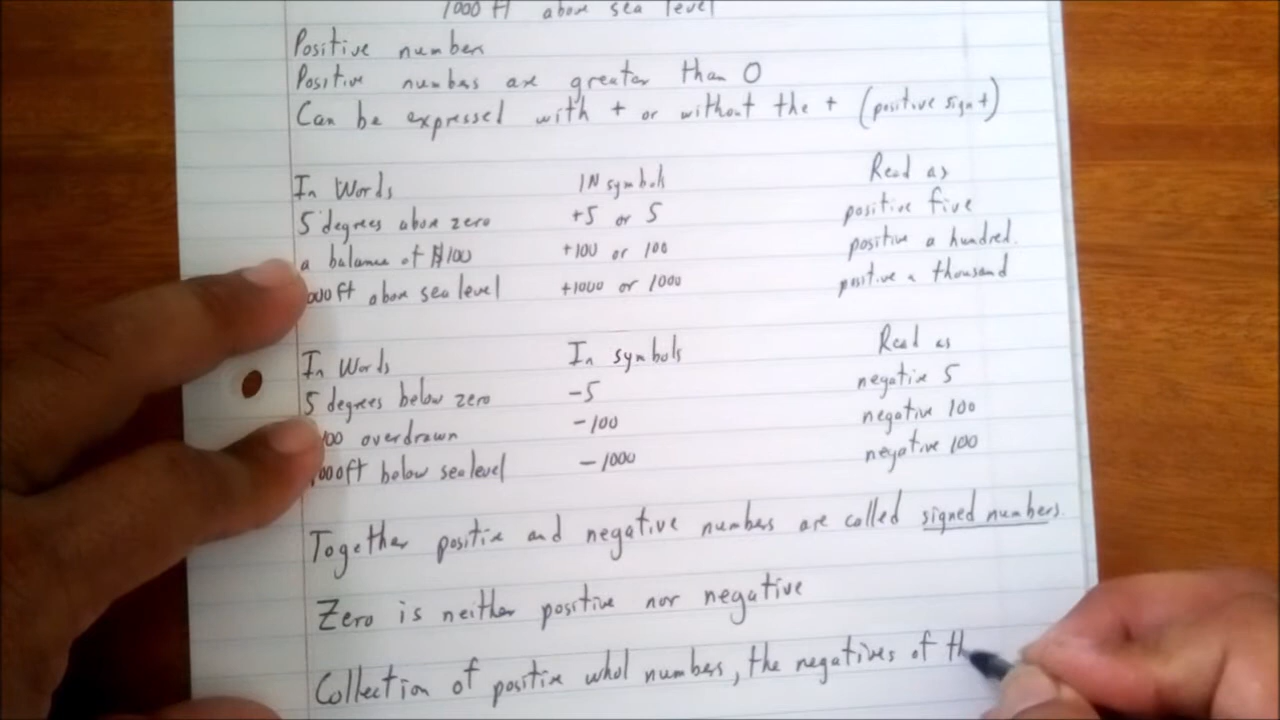 1000 ft above sea level
Positive numbers
Positive numbers are greater than 0
Can be expressed with + or without the + (positive sign +)
In Words IN symbols Read as
5 degrees above zero +5 or 5 positive five
a balance of $100 +100 or 100 positive a hundred.
000ft above sea level +1000 or 1000 positive a thousand
In Words In symbols Read as
5 degrees below zero -5 negative 5
100 overdrawn -100 negative 100
000ft below sea level -1000 negative 100
Together positive and negative numbers are called signed numbers.
Zero is neither positive nor negative
Collection of positive whol numbers, the negatives of th